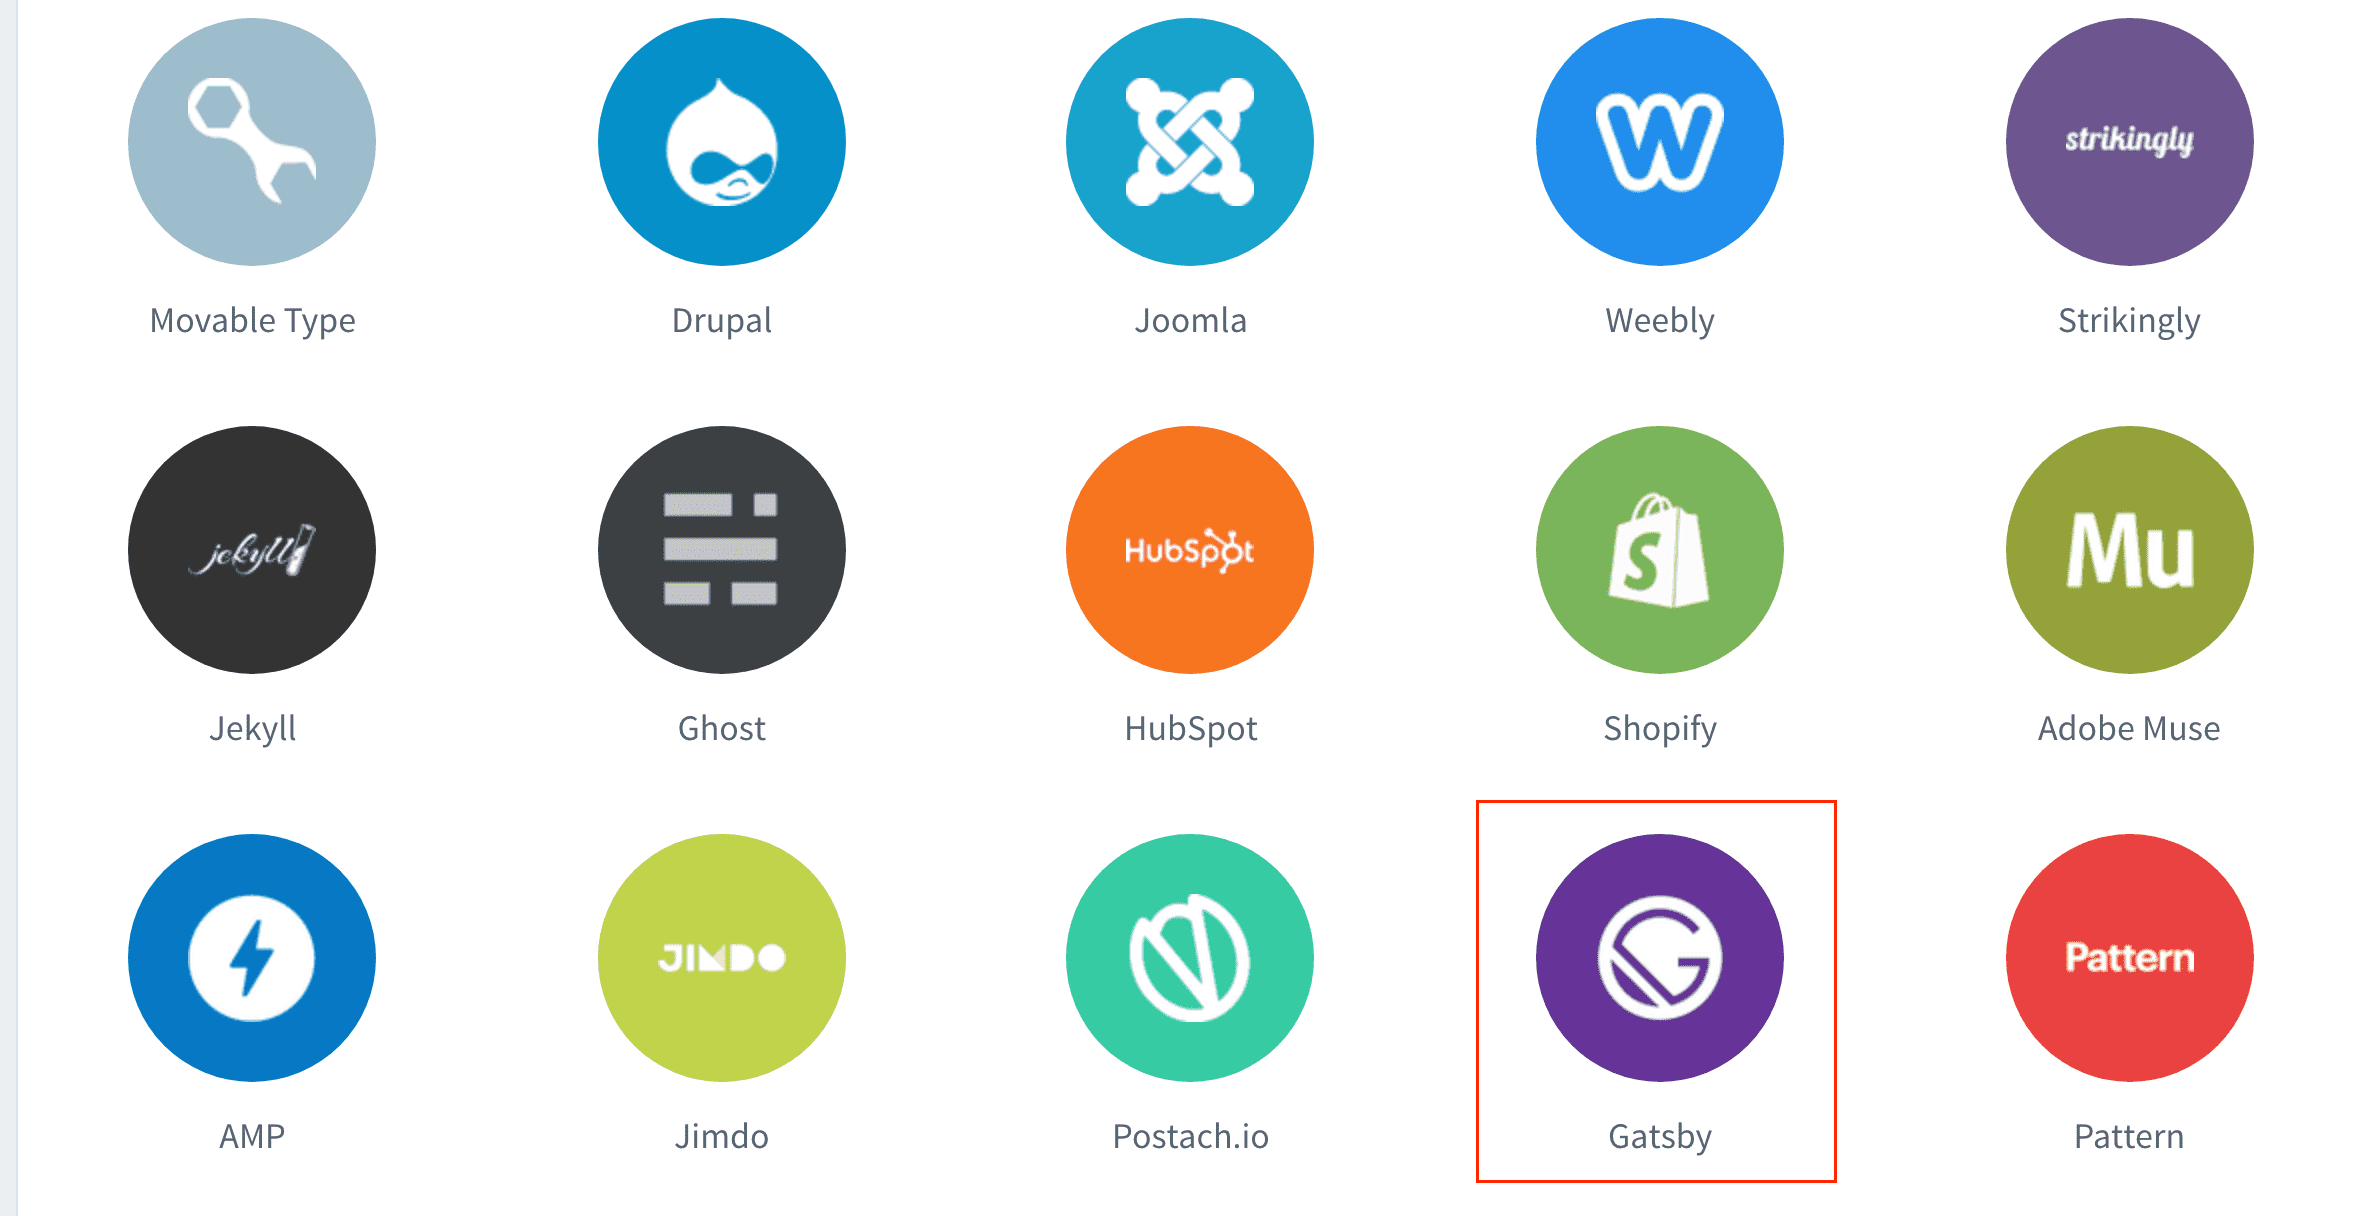 strikingly
Movable Type
Drupal
Joomla
Weebly
Strikingly
jekyll
HubSpot
S
Mu
Jekyll
Ghost
HubSpot
Shopify
Adobe Muse
JIMDO
G
Pattern
AMP
Jimdo
Postach.io
Gatsby
Pattern